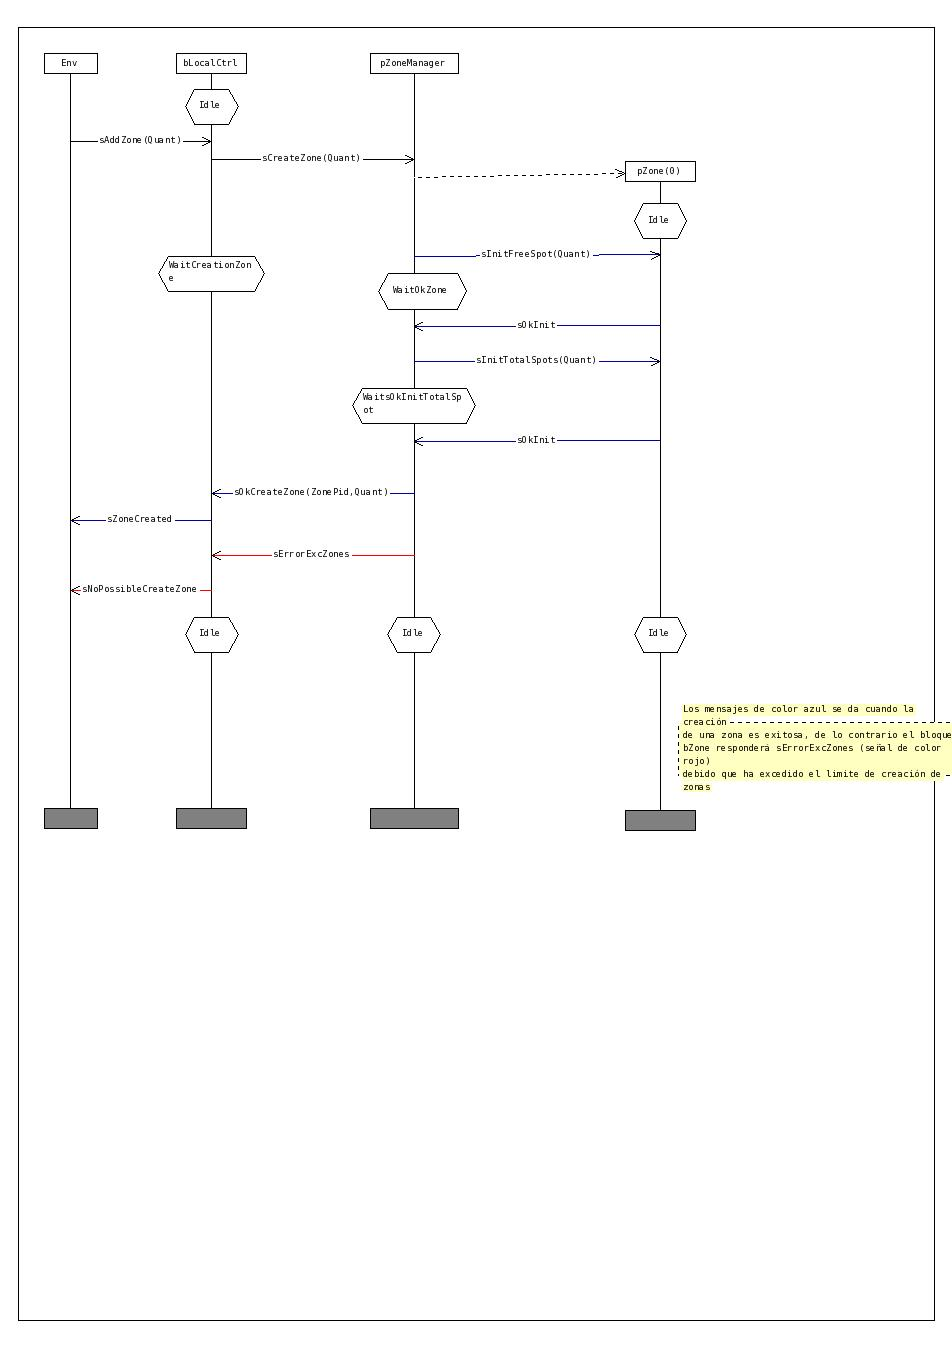 Env
bLocalCtrl
pZoneManager
Idle
sAddZone(Quant)
sCreateZone(Quant)
pZone(0)
Idle
sInitFreeSpot(Quant)
WaitCreationZon
e
WaitOkZone
sOkInit
sInitTotalSpots(Quant)
WaitsOkInitTotalSp
ot
sOkInit
sOkCreateZone(ZonePid,Quant)
sZoneCreated
sErrorExcZones
sNoPossibleCreateZone
Idle
Idle
Idle
Los mensajes de color azul se da cuando la
creación
de una zona es exitosa, de lo contrario el bloque
bZone responderá sErrorExcZones (señal de color
rojo)
debido que ha excedido el límite de creación de
zonas